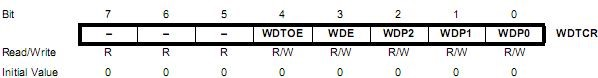 Bit 7 6 5 4 3 2 1 0
– – – WDTOE WDE WDP2 WDP1 WDP0 WDTCR
Read/Write R R R R/W R/W R/W R/W R/W
Initial Value 0 0 0 0 0 0 0 0